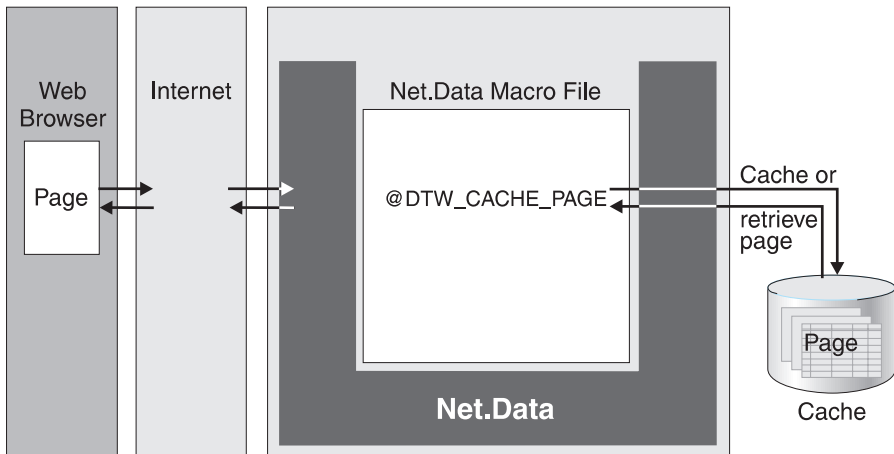 Web
Browser
Page
Internet
Net.Data Macro File
@DTW_CACHE_PAGE
Net.Data
Cache or
retrieve
page
Page
Cache